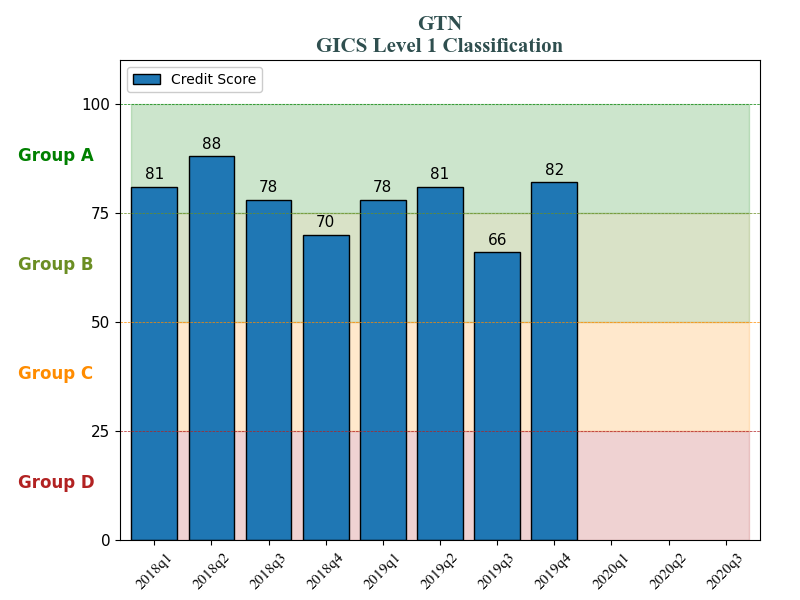 GTN
GICS Level 1 Classification
Credit Score
100
75
50
25
0
Group A
Group B
Group C
Group D
81
88
78
70
78
81
66
82
2018q1
2018q2
2018q3
2018q4
2019q1
2019q2
2019q3
2019q4
2020q1
2020q2
2020q3